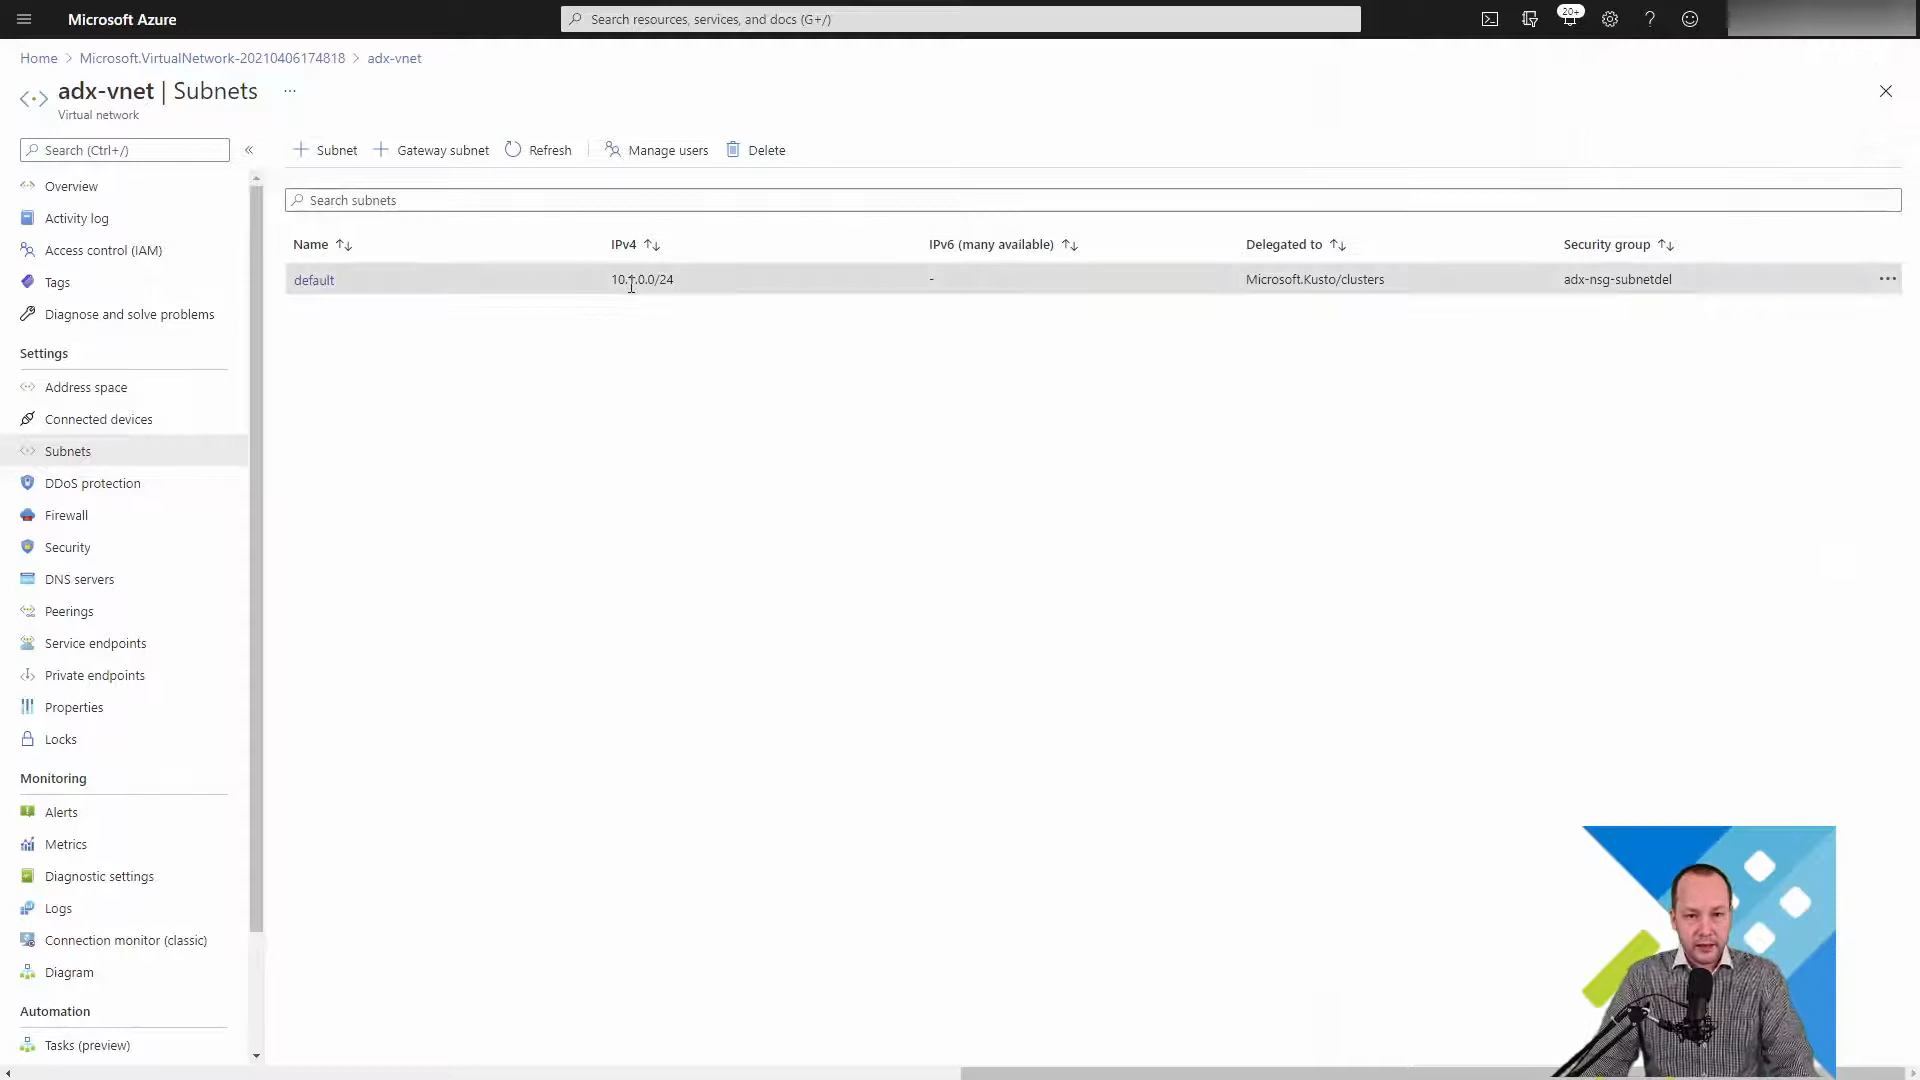 Microsoft Azure
Search resources, services, and docs (G+/)
20+
Home > Microsoft.VirtualNetwork-20210406174818 > adx-vnet
adx-vnet | Subnets ...
Virtual network
Search (Ctrl+/)
Subnet
Gateway subnet
Refresh
Manage users
Delete
Search subnets
Name
IPv4
IPv6 (many available)
Delegated to
Security group
default
10.1.0.0/24
-
Microsoft.Kusto/clusters
adx-nsg-subnetdel
Overview
Activity log
Access control (IAM)
Tags
Diagnose and solve problems
Settings
Address space
Connected devices
Subnets
DDoS protection
Firewall
Security
DNS servers
Peerings
Service endpoints
Private endpoints
Properties
Locks
Monitoring
Alerts
Metrics
Diagnostic settings
Logs
Connection monitor (classic)
Diagram
Automation
Tasks (preview)